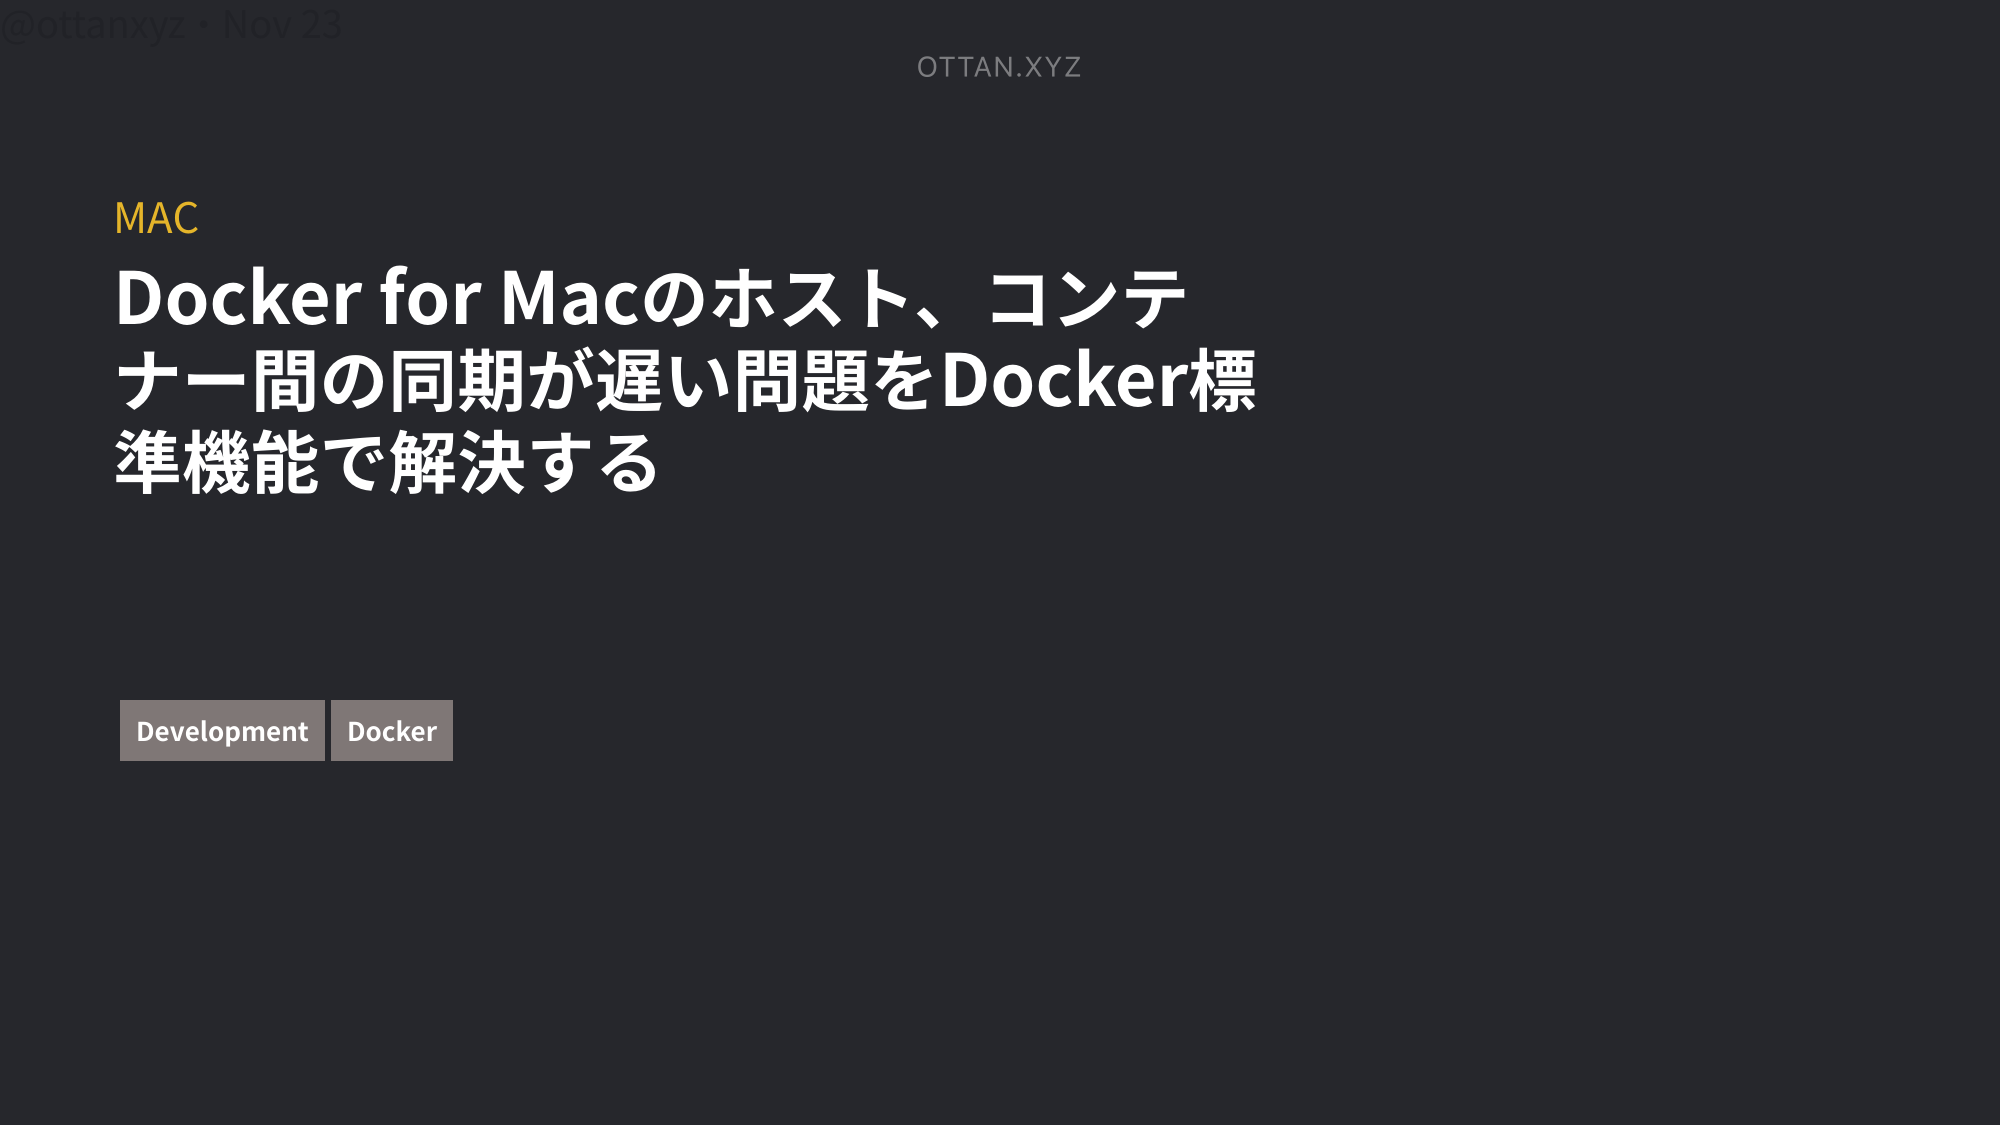 @ottanxyz・Nov 23
OTTAN.XYZ
MAC
Docker for Macのホスト、コンテ
ナー間の同期が遅い問題をDocker標
準機能で解決する
Development Docker